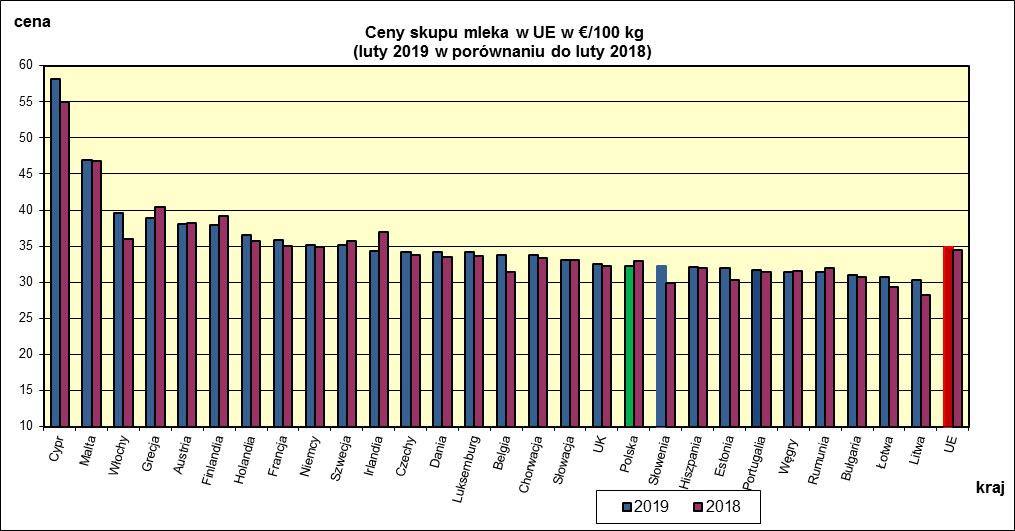 cena
Ceny skupu mleka w UE w €/100 kg
(luty 2019 w porównaniu do luty 2018)
60
55
50
45
40
35
30
25
20
15
10
Cypr
Malta
Włochy
Grecja
Austria
Finlandia
Holandia
Francja
Niemcy
Szwecja
Irlandia
Czechy
Dania
Luksemburg
Belgia
Chorwacja
Słowacja
UK
Polska
Słowenia
Hiszpania
Estonia
Portugalia
Węgry
Rumunia
Bułgaria
Łotwa
Litwa
UE
kraj
2019
2018